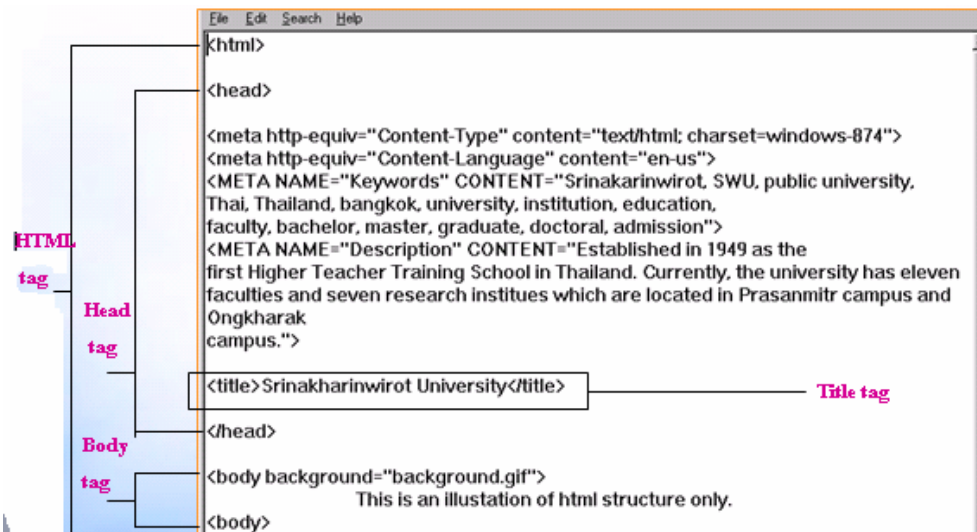 File Edit Search Help
<html>
<head>
<meta http-equiv="Content-Type" content="text/html; charset=windows-874">
<meta http-equiv="Content-Language" content="en-us">
<META NAME="Keywords" CONTENT="Srinakarinwirot, SWU, public university,
Thai, Thailand, bangkok, university, institution, education,
faculty, bachelor, master, graduate, doctoral, admission">
<META NAME="Description" CONTENT="Established in 1949 as the
first Higher Teacher Training School in Thailand. Currently, the university has eleven
faculties and seven research institues which are located in Prasanmitr campus and
Ongkharak
campus.">
<title>Srinakharinwirot University</title>
</head>
<body background="background.gif">
This is an illustation of html structure only.
<body>
HTML
tag
Head
tag
Title tag
Body
tag